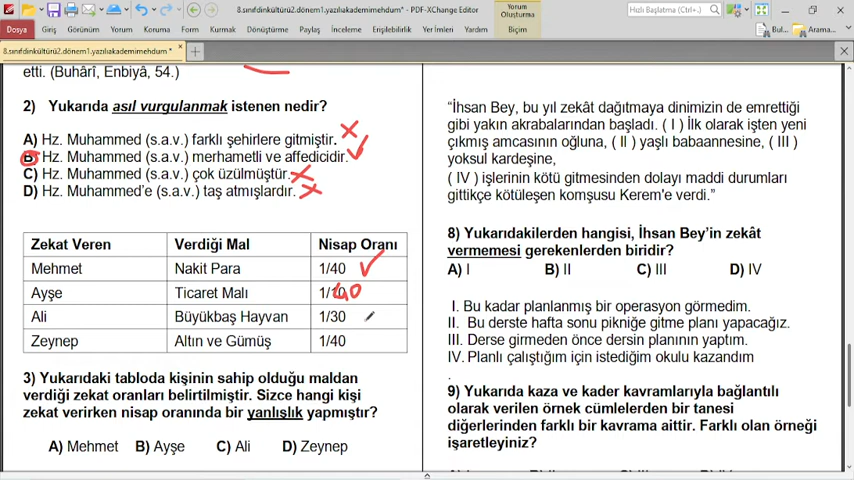 8.sınıfdinkültürü2.dönem1.yazılıakademimehdum* - PDF-XChange Editor
Yorum Oluşturma
Hızlı Başlatma (Ctrl+.)
Dosya Giriş Görünüm Yorum Koru Form Kurmak Dönüştürme Paylaş İnceleme Erişilebilirlik Yer İmleri Yardım Biçim Bul... Arama...
8.sınıfdinkültürü2.dönem1.yazılıakademimehdum *
etti. (Buhârî, Enbiyâ, 54.)
2) Yukarıda asıl vurgulanmak istenen nedir?
A) Hz. Muhammed (s.a.v.) farklı şehirlere gitmiştir.
B) Hz. Muhammed (s.a.v.) merhametli ve affedicidir.
C) Hz. Muhammed (s.a.v.) çok üzülmüştür.
D) Hz. Muhammed'e (s.a.v.) taş atmışlardır.
Zekat Veren Verdiği Mal Nisap Oranı
Mehmet Nakit Para 1/40
Ayşe Ticaret Malı 1/10 40
Ali Büyükbaş Hayvan 1/30
Zeynep Altın ve Gümüş 1/40
3) Yukarıdaki tabloda kişinin sahip olduğu maldan
verdiği zekat oranları belirtilmiştir. Sizce hangi kişi
zekat verirken nisap oranında bir yanlışlık yapmıştır?
A) Mehmet B) Ayşe C) Ali D) Zeynep
"İhsan Bey, bu yıl zekât dağıtmaya dinimizin de emrettiği
gibi yakın akrabalarından başladı. ( I ) İlk olarak işten yeni
çıkmış amcasının oğluna, ( II ) yaşlı babaannesine, ( III )
yoksul kardeşine,
( IV ) işlerinin kötü gitmesinden dolayı maddi durumları
gittikçe kötüleşen komşusu Kerem'e verdi."
8) Yukarıdakilerden hangisi, İhsan Bey'in zekât
vermemesi gerekenlerden biridir?
A) I B) II C) III D) IV
I. Bu kadar planlanmış bir operasyon görmedim.
II. Bu derste hafta sonu pikniğe gitme planı yapacağız.
III. Derse girmeden önce dersin planının yaptım.
IV. Planlı çalıştığım için istediğim okulu kazandım
.
9) Yukarıda kaza ve kader kavramlarıyla bağlantılı
olarak verilen örnek cümlelerden bir tanesi
diğerlerinden farklı bir kavrama aittir. Farklı olan örneği
işaretleyiniz?